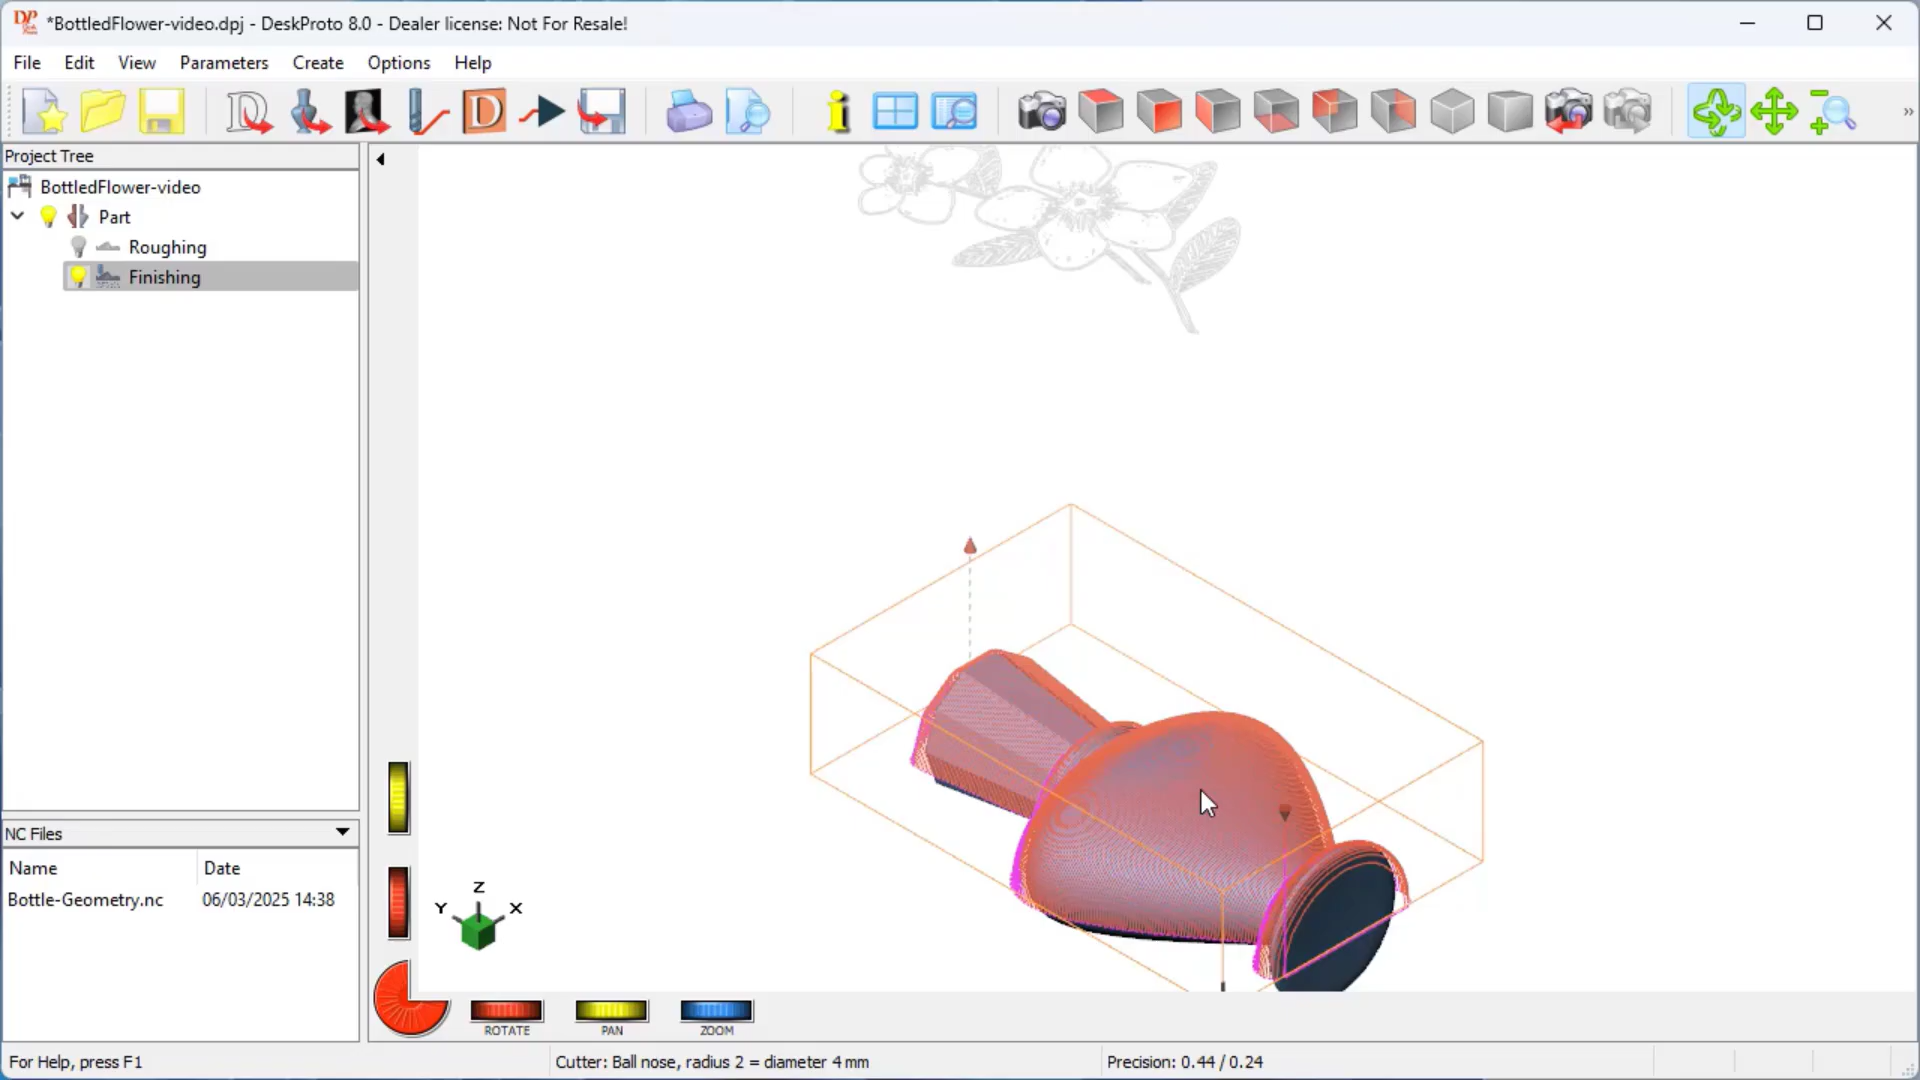 *BottledFlower-video.dpj - DeskProto 8.0 - Dealer license: Not For Resale!
File Edit View Parameters Create Options Help
D D i »
Project Tree
BottledFlower-video
Part
Roughing
Finishing
NC Files
Name Date
Bottle-Geometry.nc 06/03/2025 14:38
Z
Y X
ROTATE PAN ZOOM
For Help, press F1 Cutter: Ball nose, radius 2 = diameter 4 mm Precision: 0.44 / 0.24